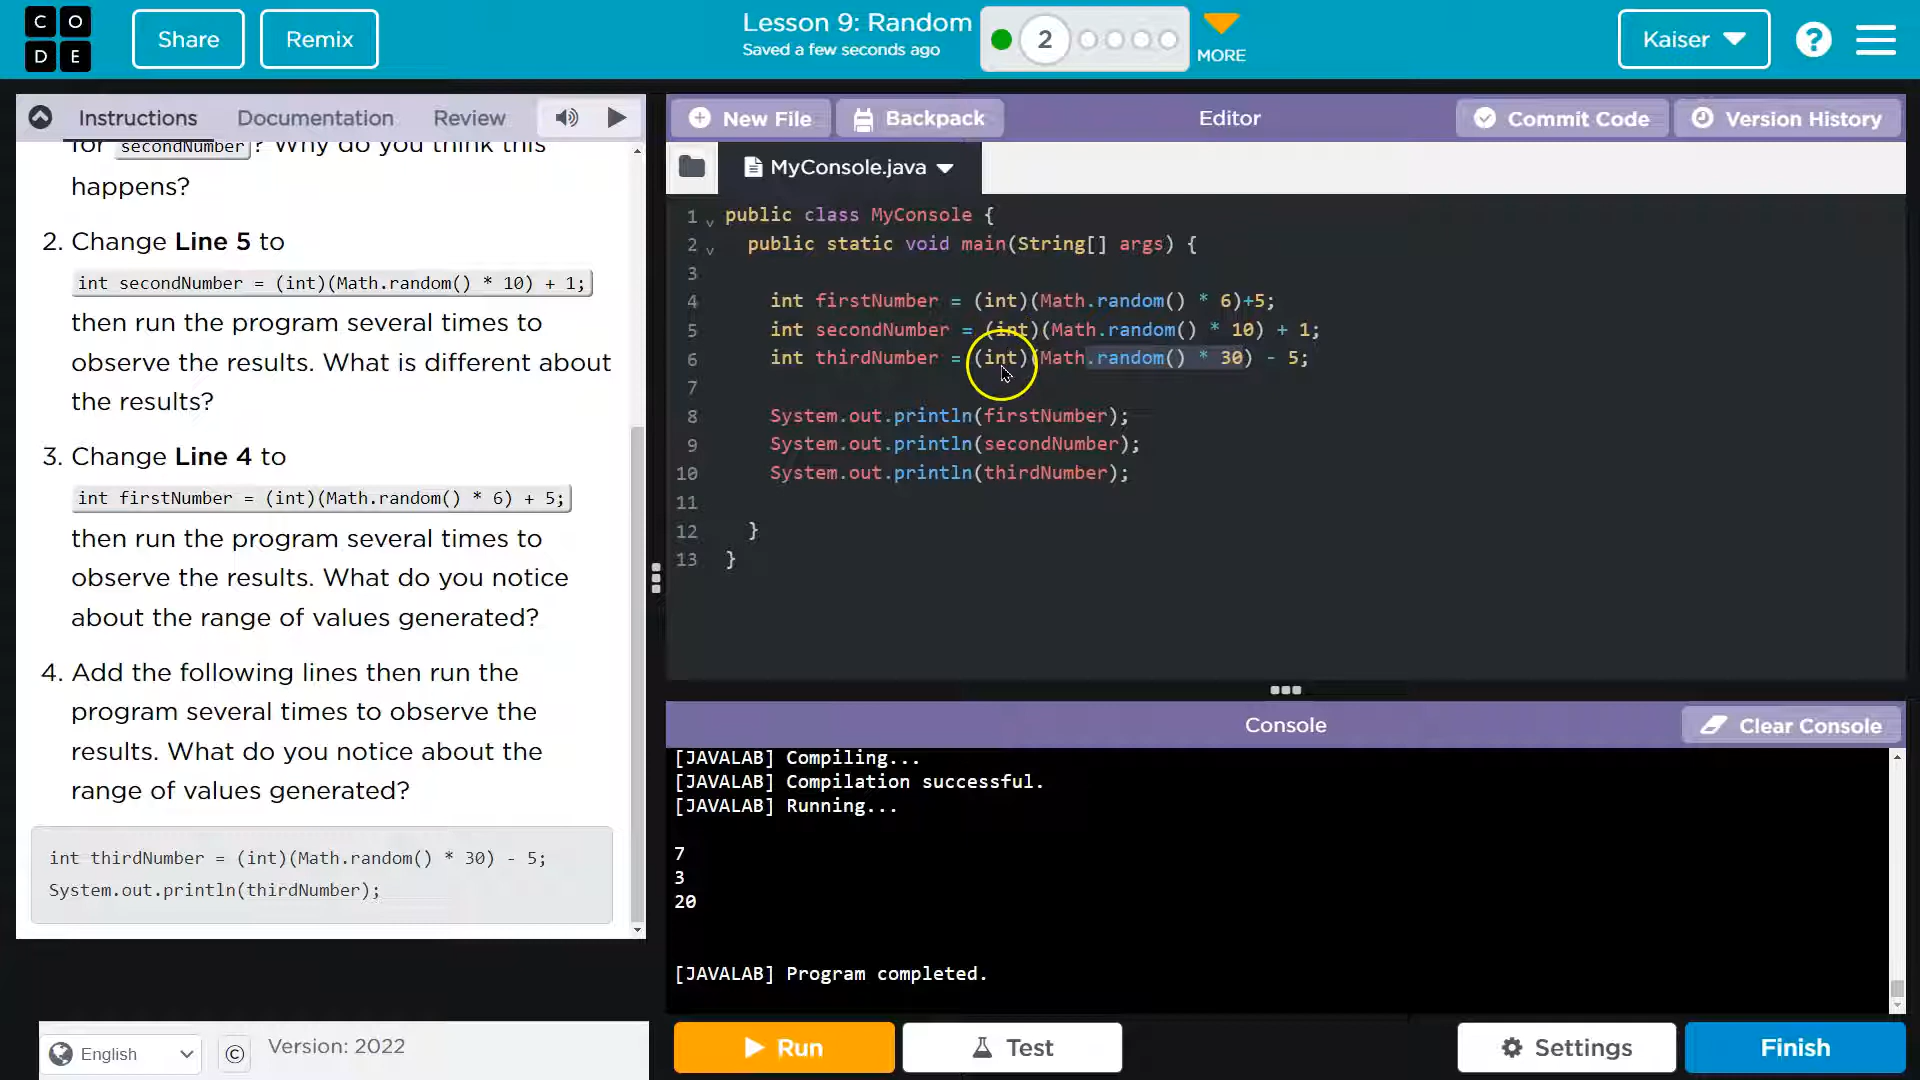 C O
D E
Share
Remix
Lesson 9: Random
Saved a few seconds ago
2
MORE
Kaiser
?
Instructions
Documentation
Review
for secondNumber? Why do you think this
happens?
2. Change Line 5 to
int secondNumber = (int)(Math.random() * 10) + 1;
then run the program several times to
observe the results. What is different about
the results?
3. Change Line 4 to
int firstNumber = (int)(Math.random() * 6) + 5;
then run the program several times to
observe the results. What do you notice
about the range of values generated?
4. Add the following lines then run the
program several times to observe the
results. What do you notice about the
range of values generated?
int thirdNumber = (int)(Math.random() * 30) - 5;
System.out.println(thirdNumber);
English
©
Version: 2022
New File
Backpack
Editor
Commit Code
Version History
MyConsole.java
1 public class MyConsole {
2 public static void main(String[] args) {
3
4 int firstNumber = (int)(Math.random() * 6)+5;
5 int secondNumber = (int)(Math.random() * 10) + 1;
6 int thirdNumber = (int)(Math.random() * 30) - 5;
7
8 System.out.println(firstNumber);
9 System.out.println(secondNumber);
10 System.out.println(thirdNumber);
11
12 }
13 }
Console
Clear Console
[JAVALAB] Compiling...
[JAVALAB] Compilation successful.
[JAVALAB] Running...
7
3
20
[JAVALAB] Program completed.
Run
Test
Settings
Finish